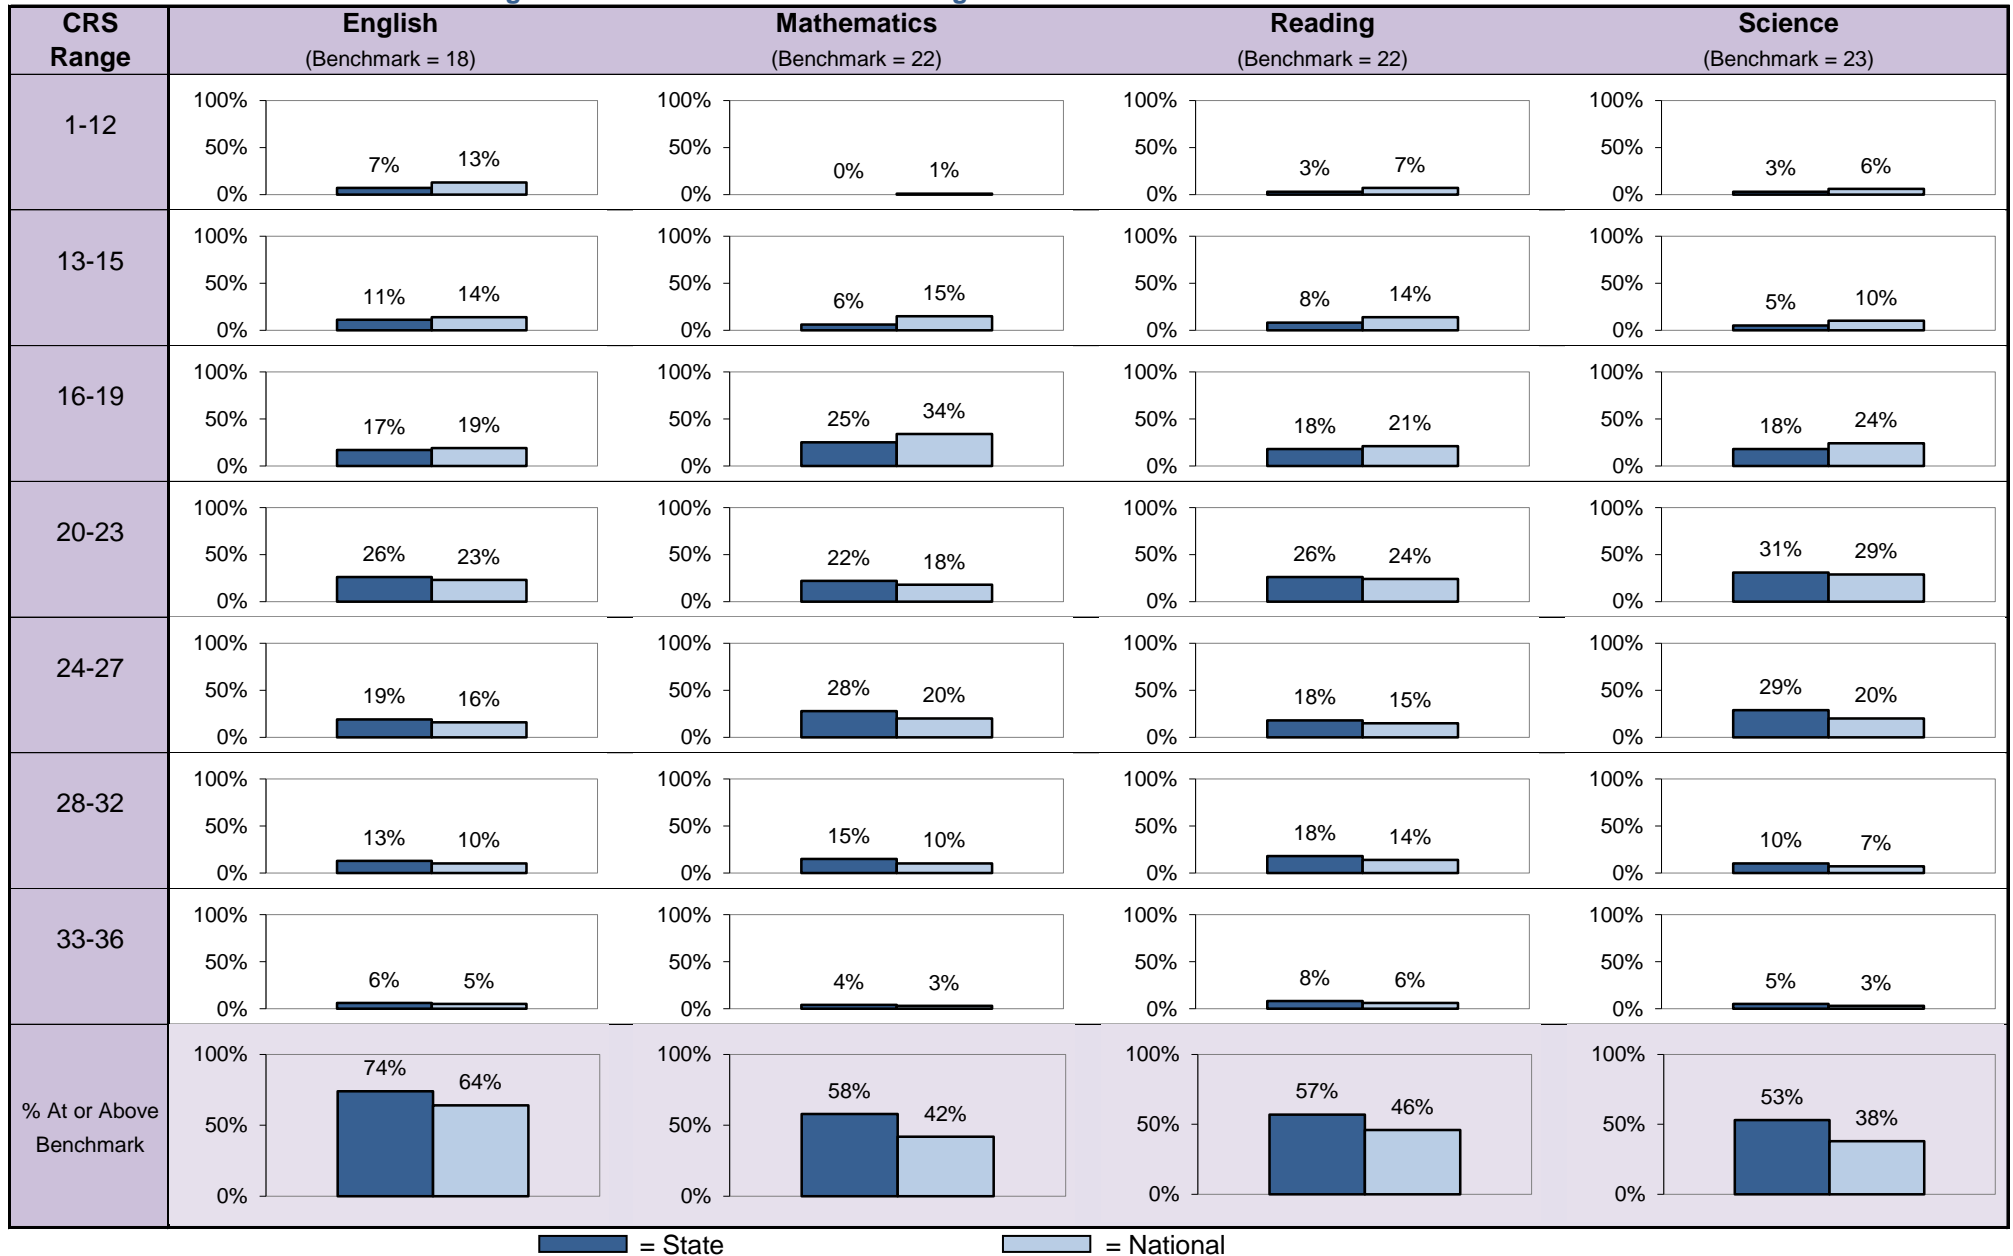 CRS Range English Mathematics Reading Science
(Benchmark = 18) (Benchmark = 22) (Benchmark = 22) (Benchmark = 23)
1-12
100% 100% 100% 100%
50% 50% 50% 50%
0% 0% 0% 0%
7% 13% 0% 1% 3% 7% 3% 6%
13-15
100% 100% 100% 100%
50% 50% 50% 50%
0% 0% 0% 0%
11% 14% 6% 15% 8% 14% 5% 10%
16-19
100% 100% 100% 100%
50% 50% 50% 50%
0% 0% 0% 0%
17% 19% 25% 34% 18% 21% 18% 24%
20-23
100% 100% 100% 100%
50% 50% 50% 50%
0% 0% 0% 0%
26% 23% 22% 18% 26% 24% 31% 29%
24-27
100% 100% 100% 100%
50% 50% 50% 50%
0% 0% 0% 0%
19% 16% 28% 20% 18% 15% 29% 20%
28-32
100% 100% 100% 100%
50% 50% 50% 50%
0% 0% 0% 0%
13% 10% 15% 10% 18% 14% 10% 7%
33-36
100% 100% 100% 100%
50% 50% 50% 50%
0% 0% 0% 0%
6% 5% 4% 3% 8% 6% 5% 3%
% At or Above
Benchmark
100% 100% 100% 100%
50% 50% 50% 50%
0% 0% 0% 0%
74% 64% 58% 42% 57% 46% 53% 38%
= State = National